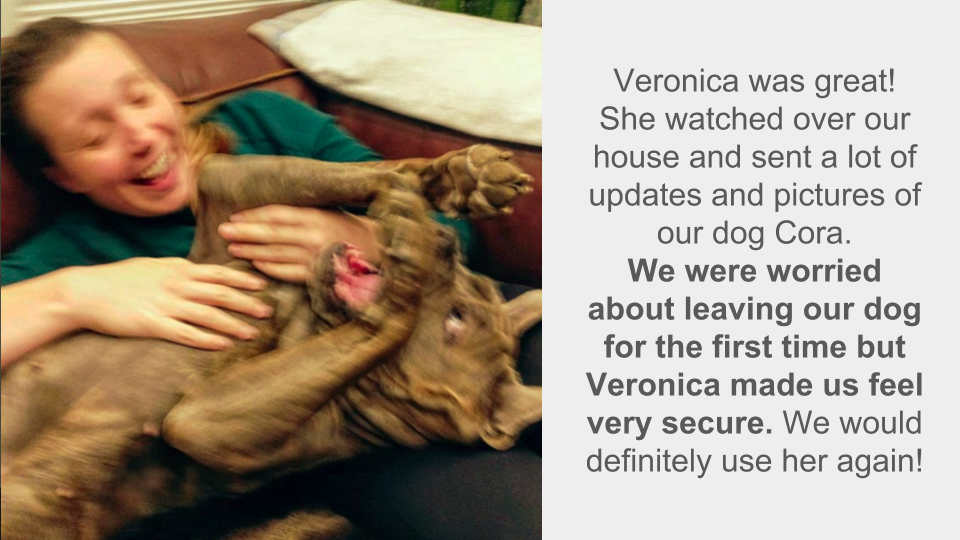 Veronica was great!
She watched over our
house and sent a lot of
updates and pictures of
our dog Cora.
We were worried
about leaving our dog
for the first time but
Veronica made us feel
very secure. We would
definitely use her again!